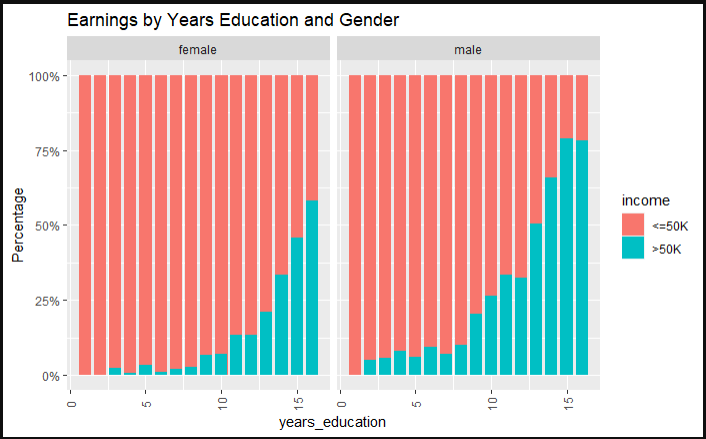 Earnings by Years Education and Gender
female
male
100%
75%
50%
25%
0%
Percentage
0
5
10
15
0
5
10
15
years_education
income
<=50K
>50K